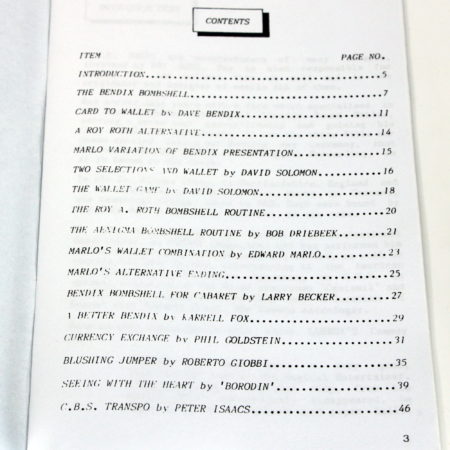 CONTENTS
ITEM PAGE NO.
INTRODUCTION..............................5
THE BENDIX BOMBSHELL......................7
CARD TO WALLET by DAVE BENDIX.............11
A ROY ROTH ALTERNATIVE....................14
MARLO VARIATION OF BENDIX PRESENTATION....15
TWO SELECTIONS AND WALLET by DAVID SOLOMON....16
THE WALLET GAME by DAVID SOLOMON..........18
THE ROY A. ROTH BOMBSHELL ROUTINE.........20
THE AENIGMA BOMBSHELL ROUTINE by BOB DRIEBEEK....21
MARLO'S WALLET COMBINATION by EDWARD MARLO....23
MARLO'S ALTERNATIVE ENDING................25
BENDIX BOMBSHELL FOR CABARET by LARRY BECKER....27
A BETTER BENDIX by KARRELL FOX............29
CURRENCY EXCHANGE by PHIL GOLDSTEIN.......31
BLUSHING JUMPER by ROBERTO GIOBBI.........35
SEEING WITH THE HEART by 'BORODIN'........39
C.B.S. TRANSPO by PETER ISAACS............46
3